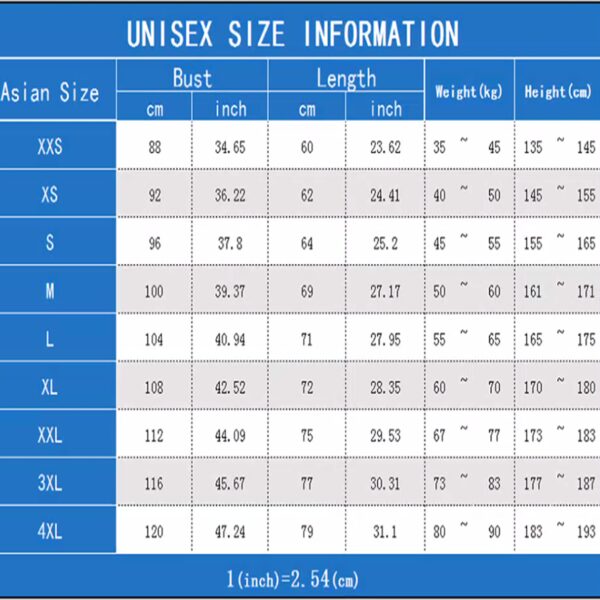 UNISEX SIZE INFORMATION
Asian Size Bust Length Weight(kg) Height(cm)
cm inch cm inch
XXS 88 34.65 60 23.62 35 ~ 45 135 ~ 145
XS 92 36.22 62 24.41 40 ~ 50 145 ~ 155
S 96 37.8 64 25.2 45 ~ 55 155 ~ 165
M 100 39.37 69 27.17 50 ~ 60 161 ~ 171
L 104 40.94 71 27.95 55 ~ 65 165 ~ 175
XL 108 42.52 72 28.35 60 ~ 70 170 ~ 180
XXL 112 44.09 75 29.53 67 ~ 77 173 ~ 183
3XL 116 45.67 77 30.31 73 ~ 83 177 ~ 187
4XL 120 47.24 79 31.1 80 ~ 90 183 ~ 193
1(inch)=2.54(cm)